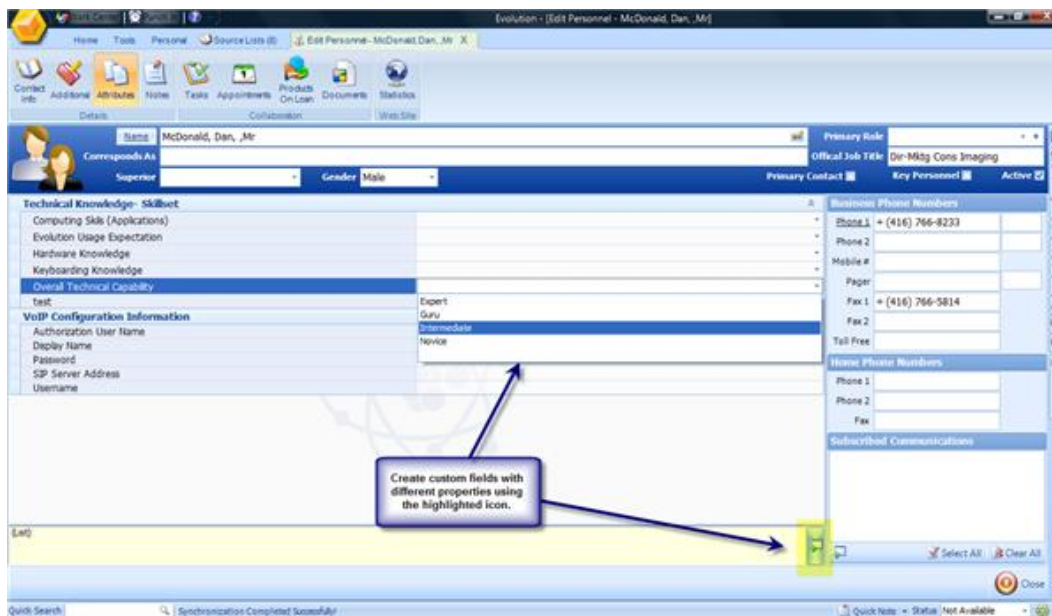 Start Center
Punch In
Evolution - [Edit Personnel - McDonald, Dan, ,Mr]
Home Tools Personal Source Lists (8) Edit Personnel - McDonald, Dan, ,Mr X
Contact Info
Additional
Attributes
Notes
Tasks
Appointments
Products On Loan
Documents
Statistics
Details
Collaboration
Web Site
Name McDonald, Dan, ,Mr
Primary Role
Corresponds As
Offical Job Title Dir-Mktg Cons Imaging
Superior
Gender Male
Primary Contact
Key Personnel
Active
Technical Knowledge- Skillset
Computing Skils (Applications)
Evolution Usage Expectation
Hardware Knowledge
Keyboarding Knowledge
Overall Technical Capability
test
Expert
Guru
Intermediate
Novice
VoIP Configuration Information
Authorization User Name
Display Name
Password
SIP Server Address
Username
Business Phone Numbers
Phone 1 + (416) 766-8233
Phone 2
Mobile #
Pager
Fax 1 + (416) 766-5814
Fax 2
Toll Free
Home Phone Numbers
Phone 1
Phone 2
Fax
Subscribed Communications
Create custom fields with
different properties using
the highlighted icon.
(List)
Select All
Clear All
Close
Quick Search
Synchronization Completed Successfully!
Quick Note
Status Not Available